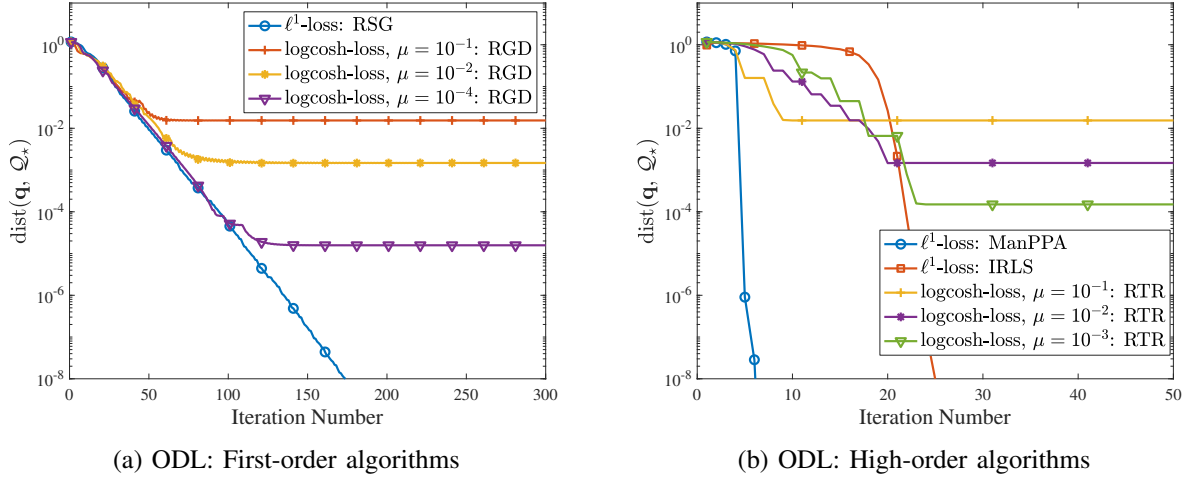 dist(q, Q⋆)
10^0
10^-2
10^-4
10^-6
10^-8
0 50 100 150 200 250 300
Iteration Number
ℓ¹-loss: RSG
logcosh-loss, μ = 10^-1: RGD
logcosh-loss, μ = 10^-2: RGD
logcosh-loss, μ = 10^-4: RGD
(a) ODL: First-order algorithms
dist(q, Q⋆)
10^0
10^-2
10^-4
10^-6
10^-8
0 10 20 30 40 50
Iteration Number
ℓ¹-loss: ManPPA
ℓ¹-loss: IRLS
logcosh-loss, μ = 10^-1: RTR
logcosh-loss, μ = 10^-2: RTR
logcosh-loss, μ = 10^-3: RTR
(b) ODL: High-order algorithms